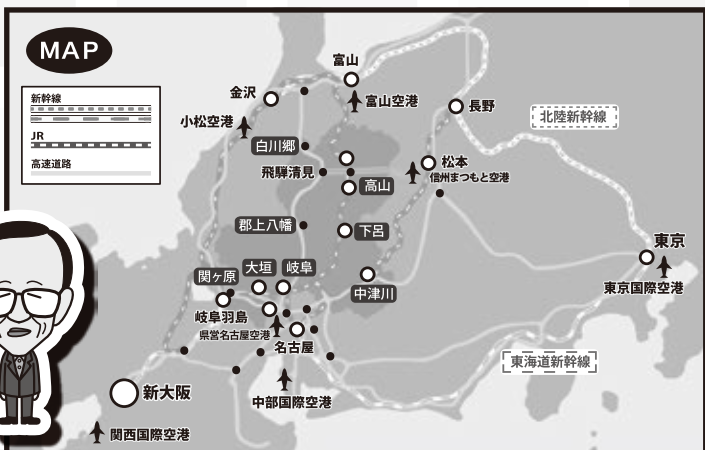 MAP
新幹線
JR
高速道路
富山
金沢
富山空港
長野
小松空港
北陸新幹線
白川郷
飛騨清見
松本
信州まつもと空港
高山
郡上八幡
下呂
東京
関ヶ原
大垣
岐阜
中津川
東京国際空港
岐阜羽島
県営名古屋空港
名古屋
東海道新幹線
新大阪
中部国際空港
関西国際空港